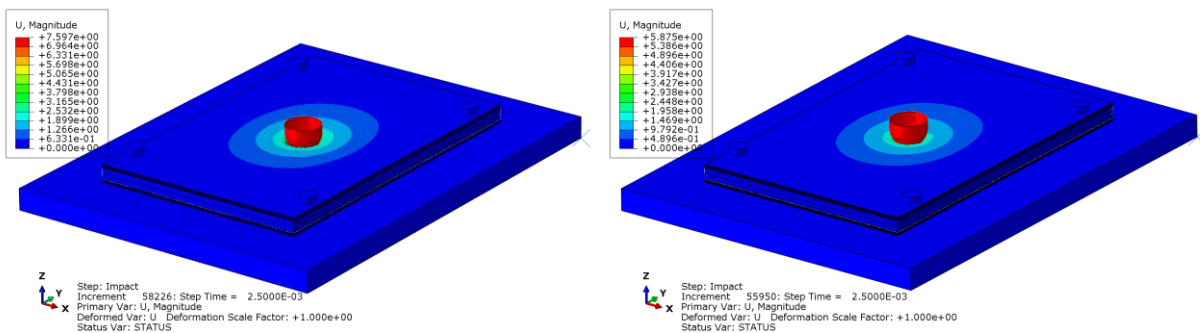 U, Magnitude
+7.597e+00
+6.964e+00
+6.331e+00
+5.698e+00
+5.065e+00
+4.431e+00
+3.798e+00
+3.165e+00
+2.532e+00
+1.899e+00
+1.266e+00
+6.331e-01
+0.000e+00
Z
Y
X
Step: Impact
Increment 58226: Step Time = 2.5000E-03
Primary Var: U, Magnitude
Deformed Var: U Deformation Scale Factor: +1.000e+00
Status Var: STATUS
U, Magnitude
+5.875e+00
+5.386e+00
+4.896e+00
+4.406e+00
+3.917e+00
+3.427e+00
+2.938e+00
+2.448e+00
+1.958e+00
+1.469e+00
+9.792e-01
+4.896e-01
+0.000e+00
Z
Y
X
Step: Impact
Increment 55950: Step Time = 2.5000E-03
Primary Var: U, Magnitude
Deformed Var: U Deformation Scale Factor: +1.000e+00
Status Var: STATUS